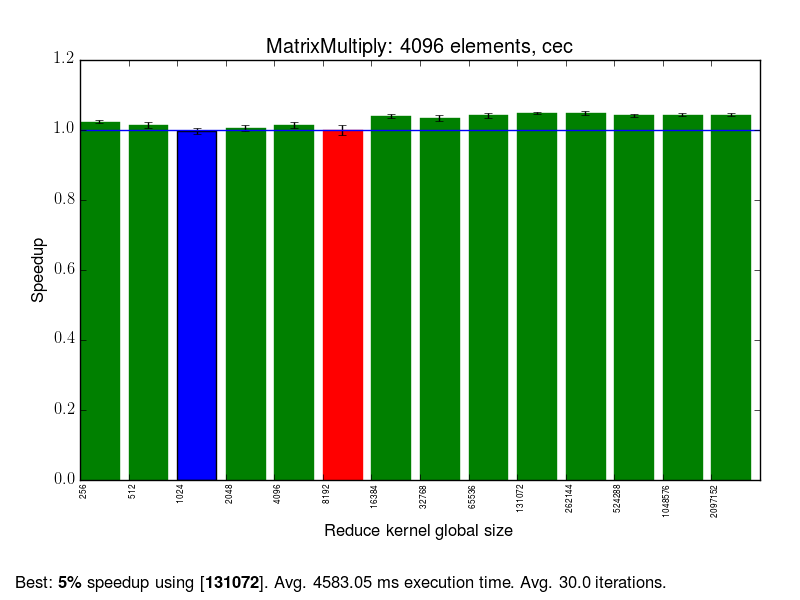 MatrixMultiply: 4096 elements, cec
1.2
1.0
0.8
0.6
0.4
0.2
0.0
Speedup
256 512 1024 2048 4096 8192 16384 32768 65536 131072 262144 524288 1048576 2097152
Reduce kernel global size
Best: 5% speedup using [131072]. Avg. 4583.05 ms execution time. Avg. 30.0 iterations.